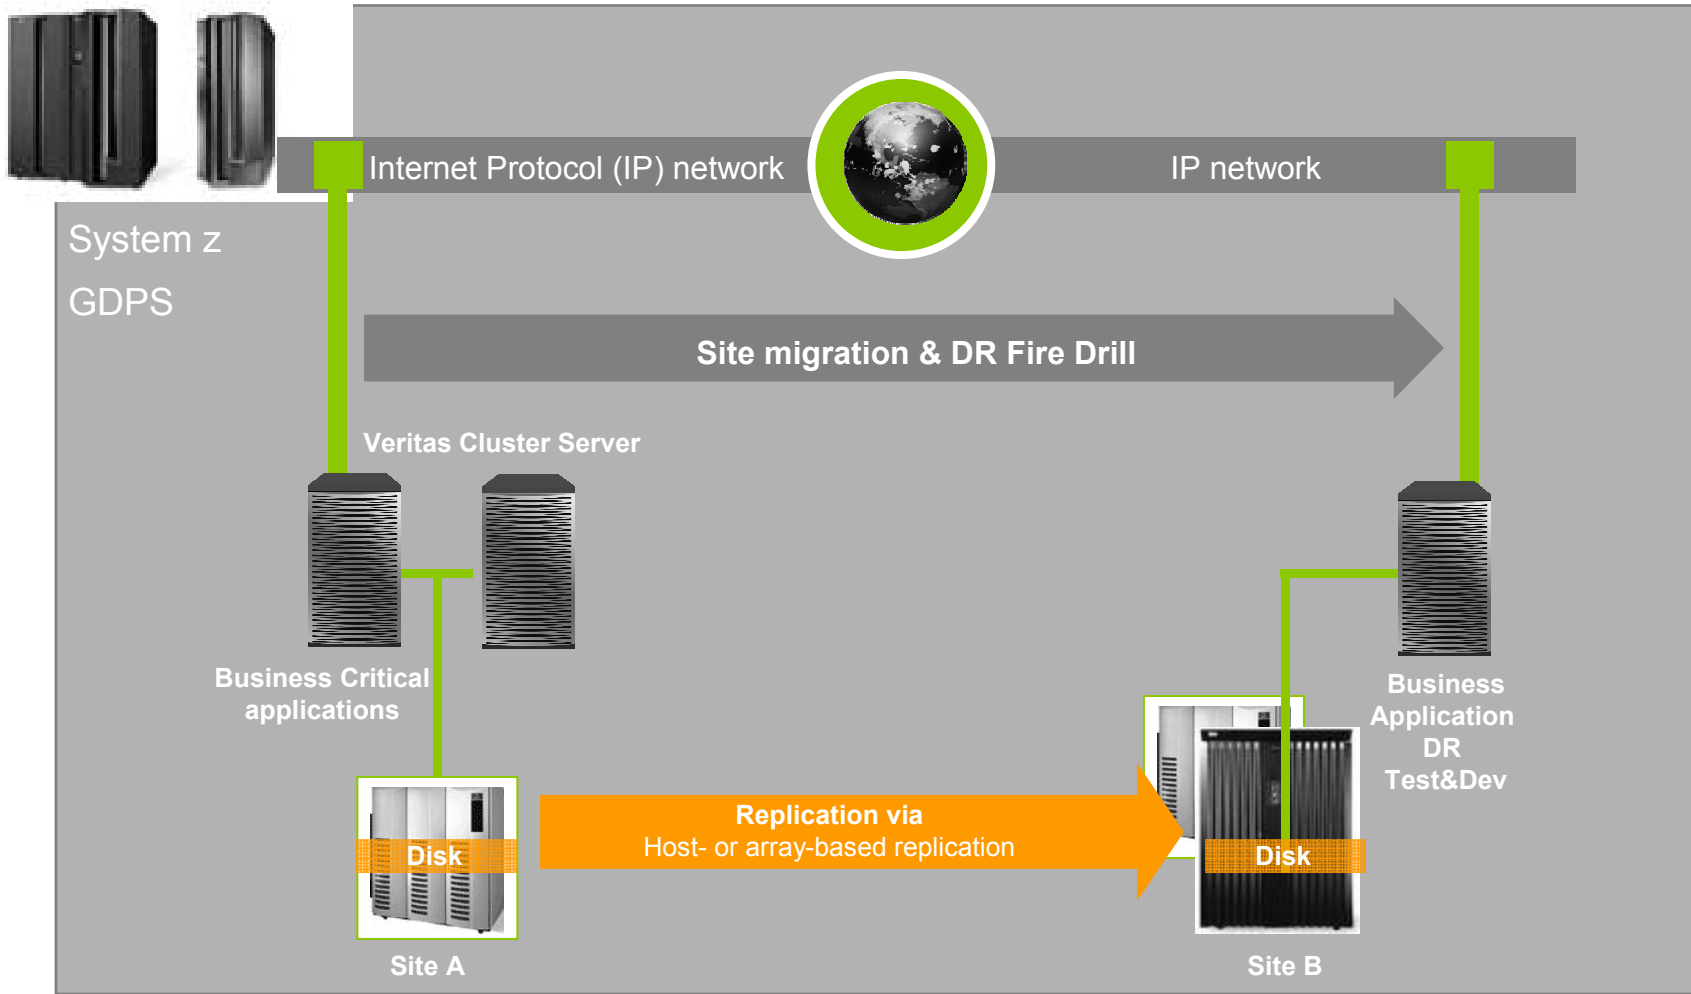 Internet Protocol (IP) network
IP network
System z
GDPS
Site migration & DR Fire Drill
Veritas Cluster Server
Business Critical
applications
Business
Application
DR
Test&Dev
Replication via
Host- or array-based replication
Disk
Disk
Site A
Site B